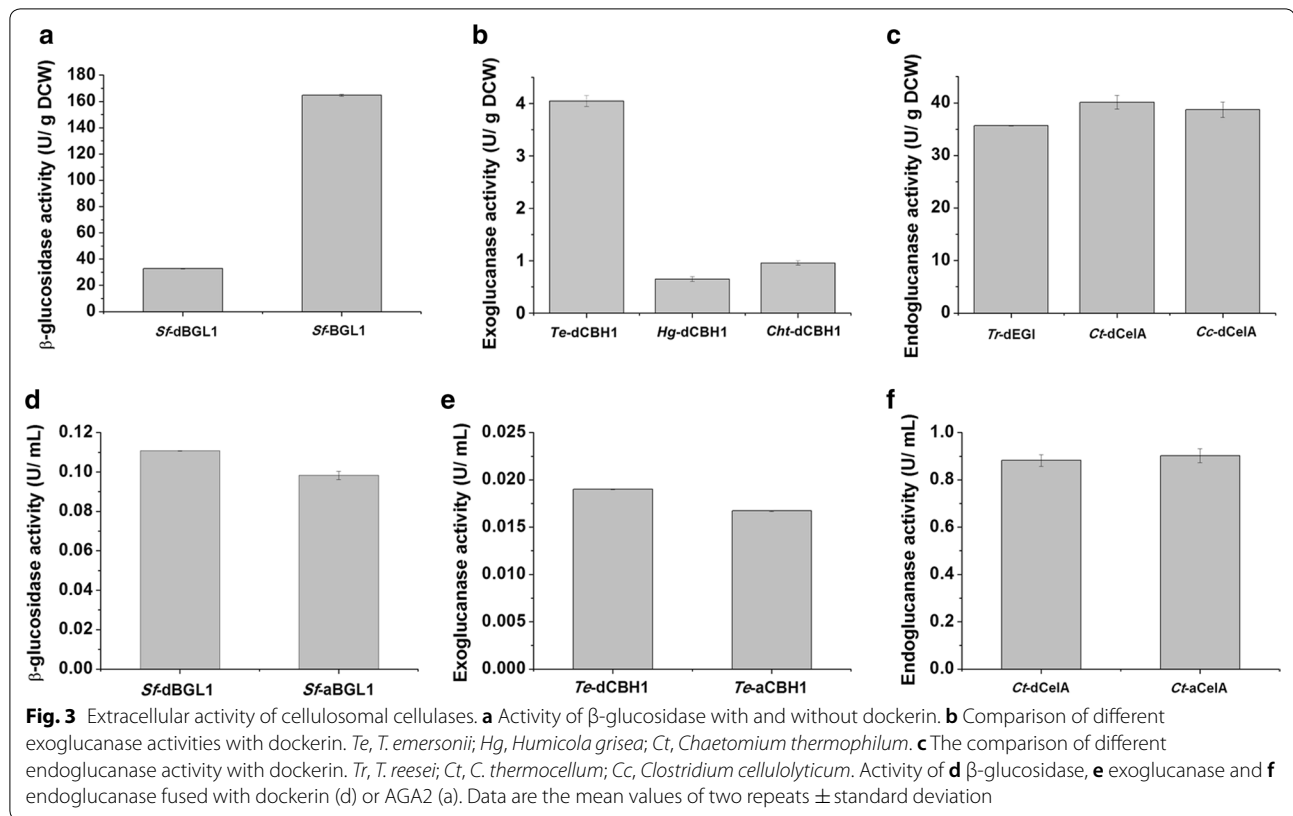 a
β-glucosidase activity (U/ g DCW)
180
160
140
120
100
80
60
40
20
0
Sf-dBGL1
Sf-BGL1
b
Exoglucanase activity (U/ g DCW)
4
2
1
0
Te-dCBH1
Hg-dCBH1
Cht-dCBH1
c
Endoglucanase activity (U/ g DCW)
40
30
20
10
0
Tr-dEGI
Ct-dCelA
Cc-dCelA
d
β-glucosidase activity (U/ mL)
0.12
0.10
0.08
0.06
0.04
0.02
0.00
Sf-dBGL1
Sf-aBGL1
e
Exoglucanase activity (U/ mL)
0.025
0.020
0.015
0.010
0.005
0.000
Te-dCBH1
Te-aCBH1
f
Endoglucanase activity (U/ mL)
1.0
0.8
0.6
0.4
0.2
0.0
Ct-dCelA
Ct-aCelA
Fig. 3 Extracellular activity of cellulosomal cellulases. a Activity of β-glucosidase with and without dockerin. b Comparison of different
exoglucanase activities with dockerin. Te, T. emersonii; Hg, Humicola grisea; Ct, Chaetomium thermophilum. c The comparison of different
endoglucanase activity with dockerin. Tr, T. reesei; Ct, C. thermocellum; Cc, Clostridium cellulolyticum. Activity of d β-glucosidase, e exoglucanase and f
endoglucanase fused with dockerin (d) or AGA2 (a). Data are the mean values of two repeats ± standard deviation